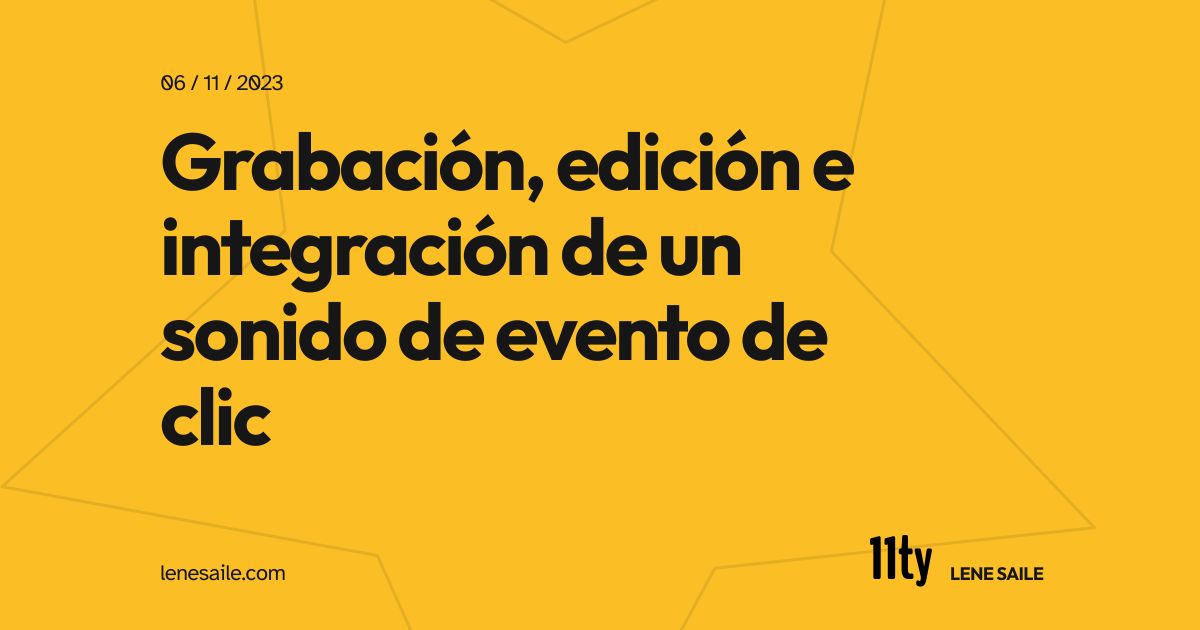 06 / 11 / 2023
Grabación, edición e
integración de un
sonido de evento de
clic
lenesaile.com
11ty LENE SAILE